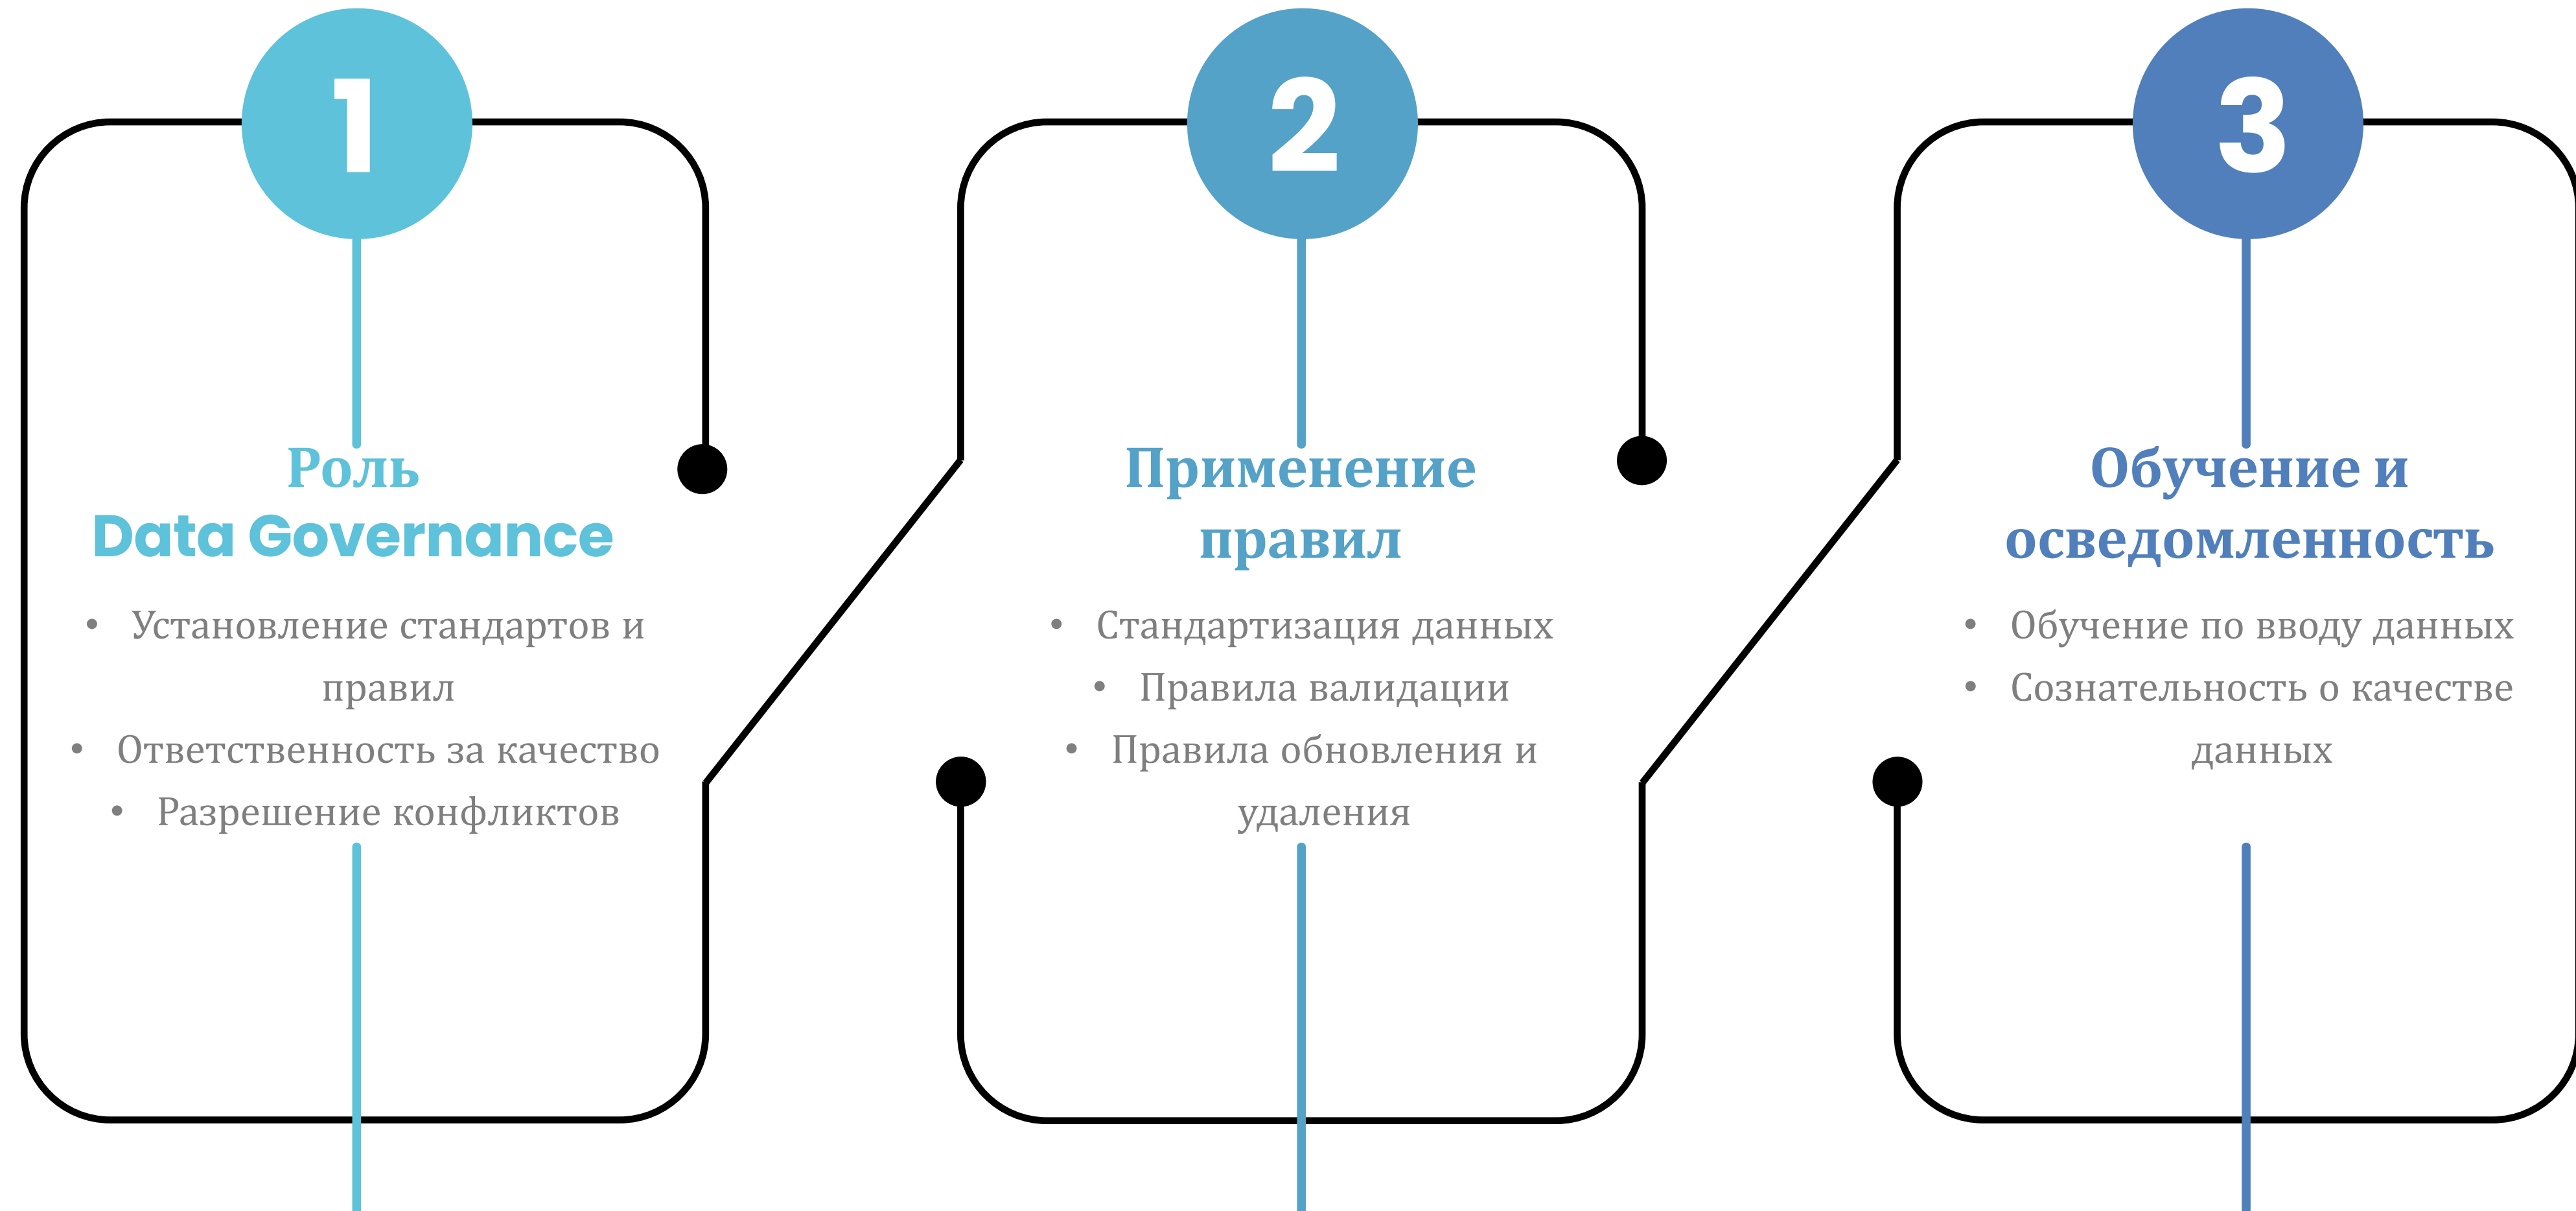 1
Роль
Data Governance
• Установление стандартов и
правил
• Ответственность за качество
• Разрешение конфликтов
2
Применение
правил
• Стандартизация данных
• Правила валидации
• Правила обновления и
удаления
3
Обучение и
осведомленность
• Обучение по вводу данных
• Сознательность о качестве
данных